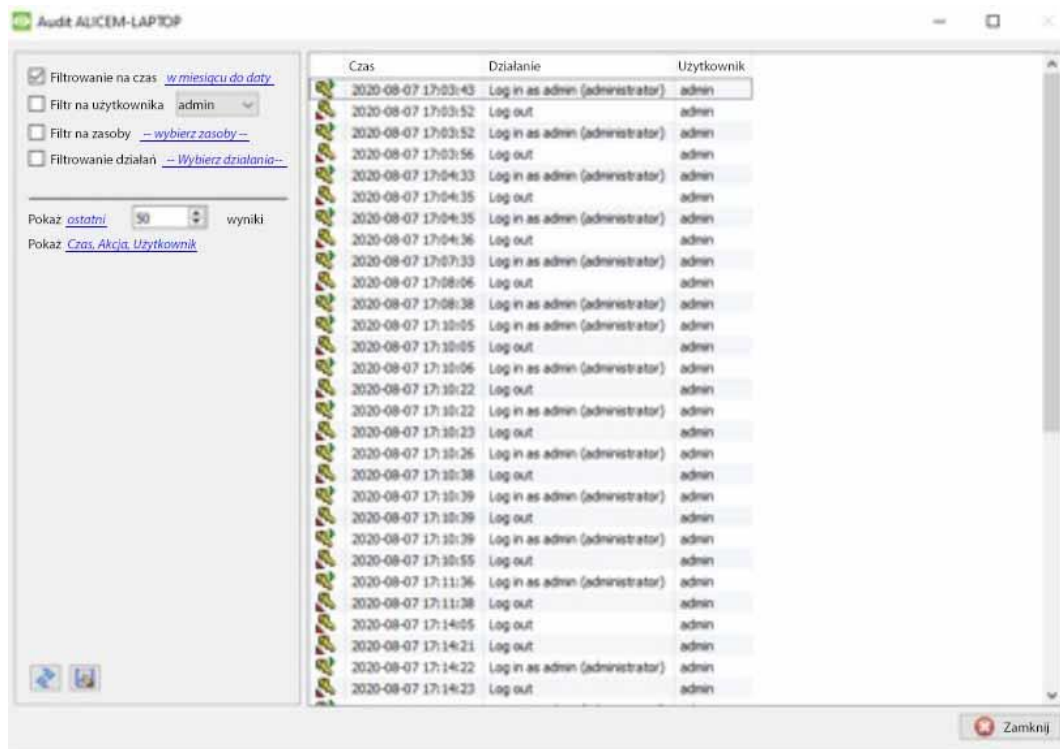 Audit ALICEM-LAPTOP
Filtrowanie na czas w miesiącu do daty
Filtr na użytkownika admin
Filtr na zasoby -- wybierz zasoby --
Filtrowanie działań -- Wybierz działania--
Pokaż ostatni 50 wyniki
Pokaż Czas, Akcja, Użytkownik
Czas Działanie Użytkownik
2020-08-07 17:03:43 Log in as admin (administrator) admin
2020-08-07 17:03:52 Log out admin
2020-08-07 17:03:52 Log in as admin (administrator) admin
2020-08-07 17:03:56 Log out admin
2020-08-07 17:04:33 Log in as admin (administrator) admin
2020-08-07 17:04:35 Log out admin
2020-08-07 17:04:35 Log in as admin (administrator) admin
2020-08-07 17:04:36 Log out admin
2020-08-07 17:07:33 Log in as admin (administrator) admin
2020-08-07 17:08:06 Log out admin
2020-08-07 17:08:38 Log in as admin (administrator) admin
2020-08-07 17:10:05 Log in as admin (administrator) admin
2020-08-07 17:10:05 Log out admin
2020-08-07 17:10:06 Log in as admin (administrator) admin
2020-08-07 17:10:22 Log out admin
2020-08-07 17:10:22 Log in as admin (administrator) admin
2020-08-07 17:10:23 Log out admin
2020-08-07 17:10:26 Log in as admin (administrator) admin
2020-08-07 17:10:38 Log out admin
2020-08-07 17:10:39 Log in as admin (administrator) admin
2020-08-07 17:10:39 Log out admin
2020-08-07 17:10:39 Log in as admin (administrator) admin
2020-08-07 17:10:55 Log out admin
2020-08-07 17:11:36 Log in as admin (administrator) admin
2020-08-07 17:11:38 Log out admin
2020-08-07 17:14:05 Log out admin
2020-08-07 17:14:21 Log out admin
2020-08-07 17:14:22 Log in as admin (administrator) admin
2020-08-07 17:14:23 Log out admin
Zamknij